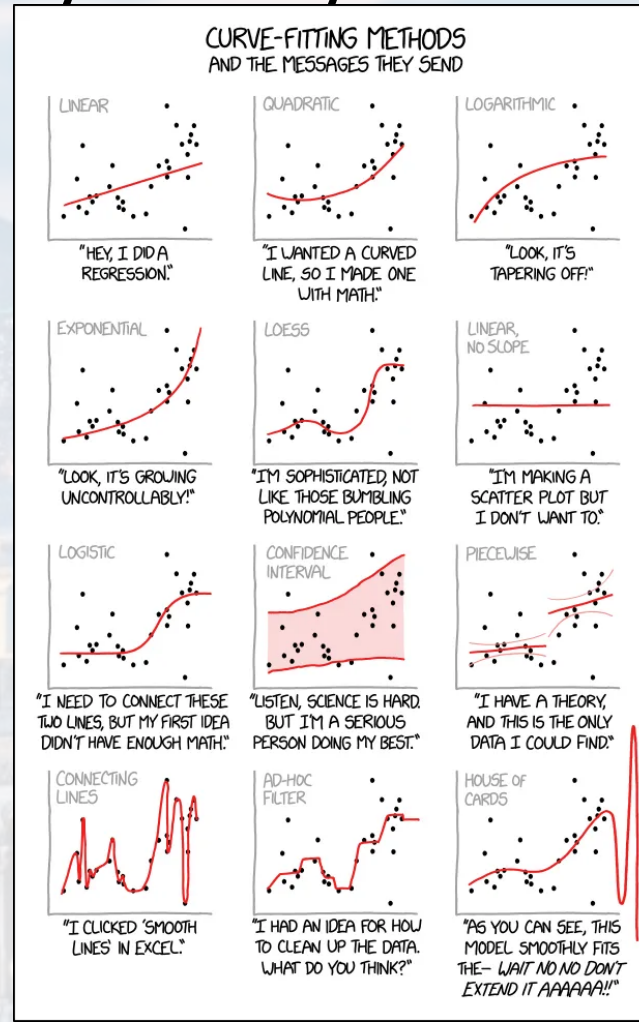 CURVE-FITTING METHODS
AND THE MESSAGES THEY SEND
LINEAR
"HEY, I DID A
REGRESSION."
QUADRATIC
"I WANTED A CURVED
LINE, SO I MADE ONE
WITH MATH."
LOGARITHMIC
"LOOK, IT'S
TAPERING OFF!"
EXPONENTIAL
"LOOK, IT'S GROWING
UNCONTROLLABLY!"
LOESS
"I'M SOPHISTICATED, NOT
LIKE THOSE BUMBLING
POLYNOMIAL PEOPLE."
LINEAR,
NO SLOPE
"I'M MAKING A
SCATTER PLOT BUT
I DON'T WANT TO."
LOGISTIC
"I NEED TO CONNECT THESE
TWO LINES, BUT MY FIRST IDEA
DIDN'T HAVE ENOUGH MATH."
CONFIDENCE
INTERVAL
"LISTEN, SCIENCE IS HARD.
BUT I'M A SERIOUS
PERSON DOING MY BEST."
PIECEWISE
"I HAVE A THEORY,
AND THIS IS THE ONLY
DATA I COULD FIND."
CONNECTING
LINES
"I CLICKED 'SMOOTH
LINES' IN EXCEL."
AD-HOC
FILTER
"I HAD AN IDEA FOR HOW
TO CLEAN UP THE DATA.
WHAT DO YOU THINK?"
HOUSE OF
CARDS
"AS YOU CAN SEE, THIS
MODEL SMOOTHLY FITS
THE- WAIT NO NO DON'T
EXTEND IT AAAAAA!!"